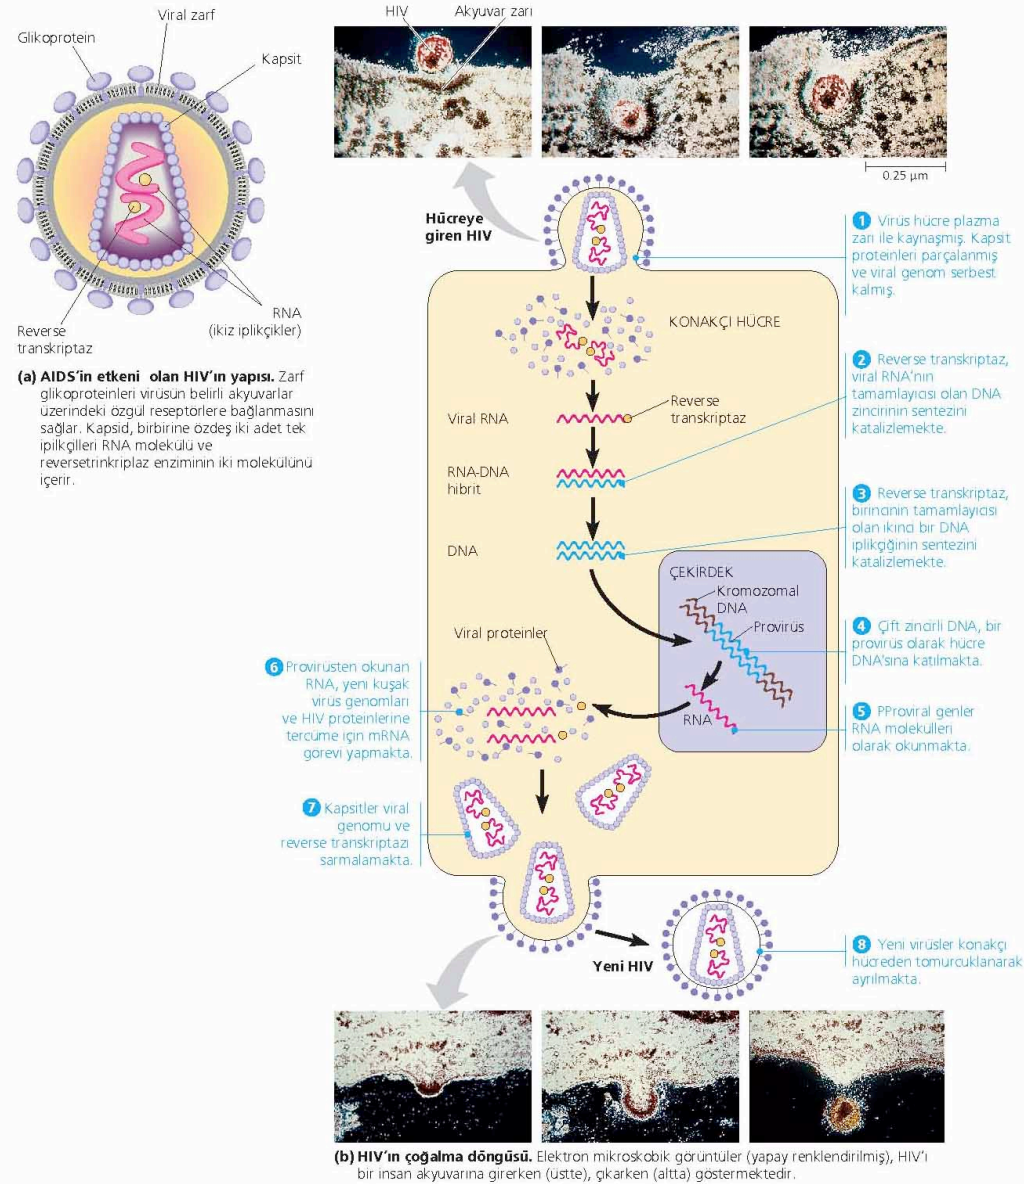 Viral zarf
Glikoprotein
Kapsit
Reverse
transkriptaz
RNA
(ikiz iplikçikler)
(a) AIDS'in etkeni olan HIV'ın yapısı. Zarf
glikoproteinleri virüsün belirli akyuvarlar
üzerindeki özgül reseptörlere bağlanmasını
sağlar. Kapsid, birbirine özdeş iki adet tek
ipilkçilleri RNA molekülü ve
reversetrinkriplaz enziminin iki molekülünü
içerir.
HIV
Akyuvar zarı
0.25 µm
Hücreye
giren HIV
1 Virüs hücre plazma
zarı ile kaynaşmış. Kapsit
proteinleri parçalanmış
ve viral genom serbest
kalmış.
KONAKÇI HÜCRE
Viral RNA
Reverse
transkriptaz
2 Reverse transkriptaz,
viral RNA'nın
tamamlayıcısı olan DNA
zincirinin sentezini
katalizlemekte.
RNA-DNA
hibrit
3 Reverse transkriptaz,
birincinin tamamlayıcısı
olan ikinci bir DNA
iplikçiğinin sentezini
katalizlemekte.
DNA
ÇEKİRDEK
Kromozomal
DNA
Provirüs
4 Çift zincirli DNA, bir
provirüs olarak hücre
DNA'sına katılmakta.
RNA
5 PProviral genler
RNA molekülleri
olarak okunmakta.
Viral proteinler
6 Provirüsten okunan
RNA, yeni kuşak
virüs genomları
ve HIV proteinlerine
tercüme için mRNA
görevi yapmakta.
7 Kapsitler viral
genomu ve
reverse transkriptazı
sarmalamakta.
Yeni HIV
8 Yeni virüsler konakçı
hücreden tomurcuklanarak
ayrılmakta.
(b) HIV'ın çoğalma döngüsü. Elektron mikroskobik görüntüler (yapay renklendirilmiş), HIV'ı
bir insan akyuvarına girerken (üstte), çıkarken (altta) göstermektedir.